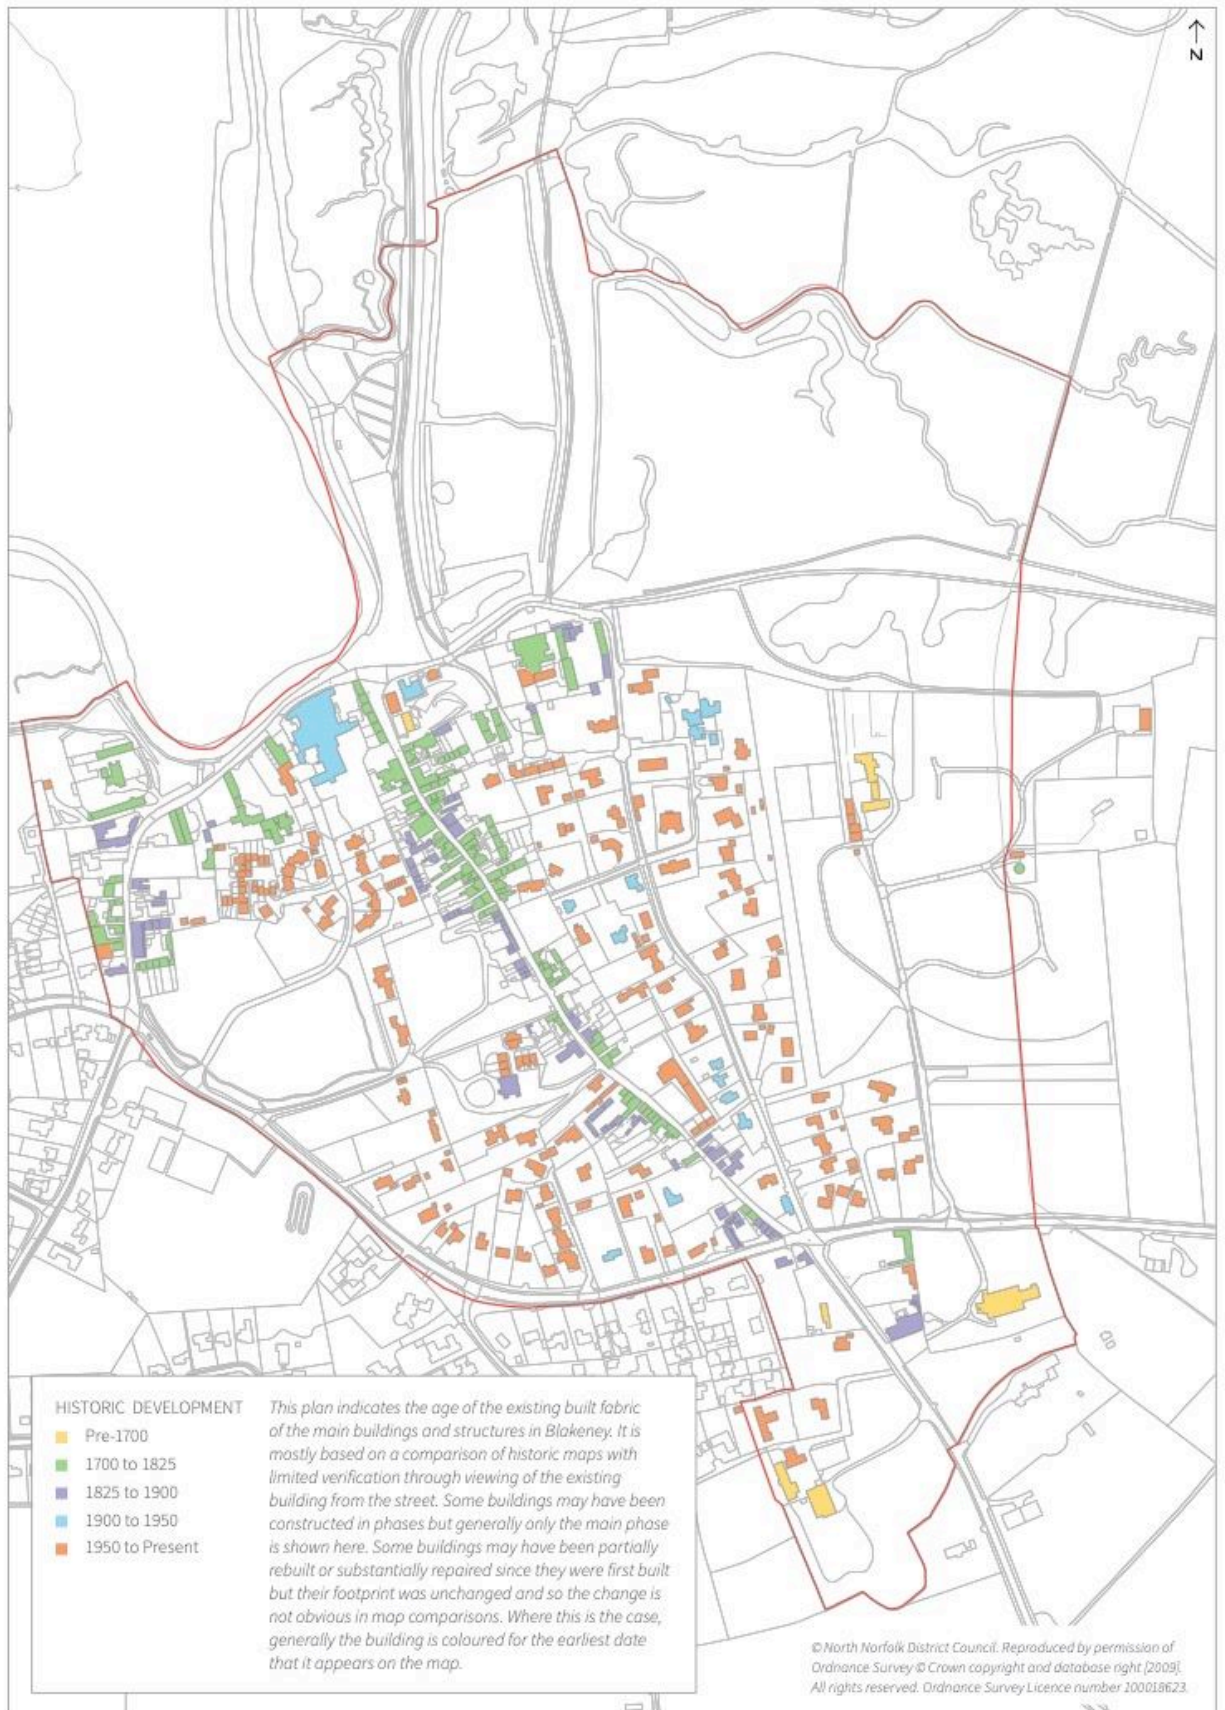 N
HISTORIC DEVELOPMENT
Pre-1700
1700 to 1825
1825 to 1900
1900 to 1950
1950 to Present
This plan indicates the age of the existing built fabric
of the main buildings and structures in Blakeney. It is
mostly based on a comparison of historic maps with
limited verification through viewing of the existing
building from the street. Some buildings may have been
constructed in phases but generally only the main phase
is shown here. Some buildings may have been partially
rebuilt or substantially repaired since they were first built
but their footprint was unchanged and so the change is
not obvious in map comparisons. Where this is the case,
generally the building is coloured for the earliest date
that it appears on the map.
© North Norfolk District Council. Reproduced by permission of
Ordnance Survey © Crown copyright and database right [2009].
All rights reserved. Ordnance Survey Licence number 100018623.